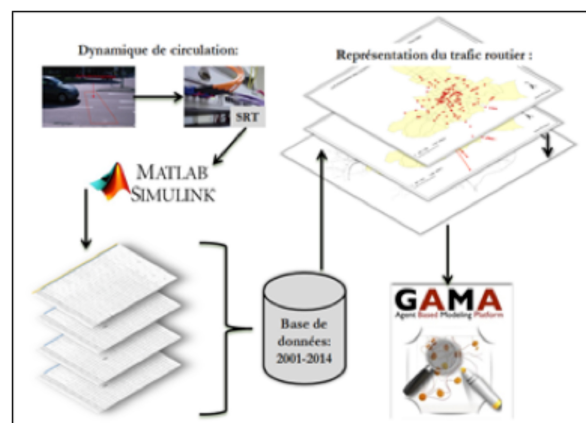 Dynamique de circulation:
Représentation du trafic routier :
SRT
MATLAB
SIMULINK
Base de
données:
2001-2014
GAMA
Agent Based Modeling Platform